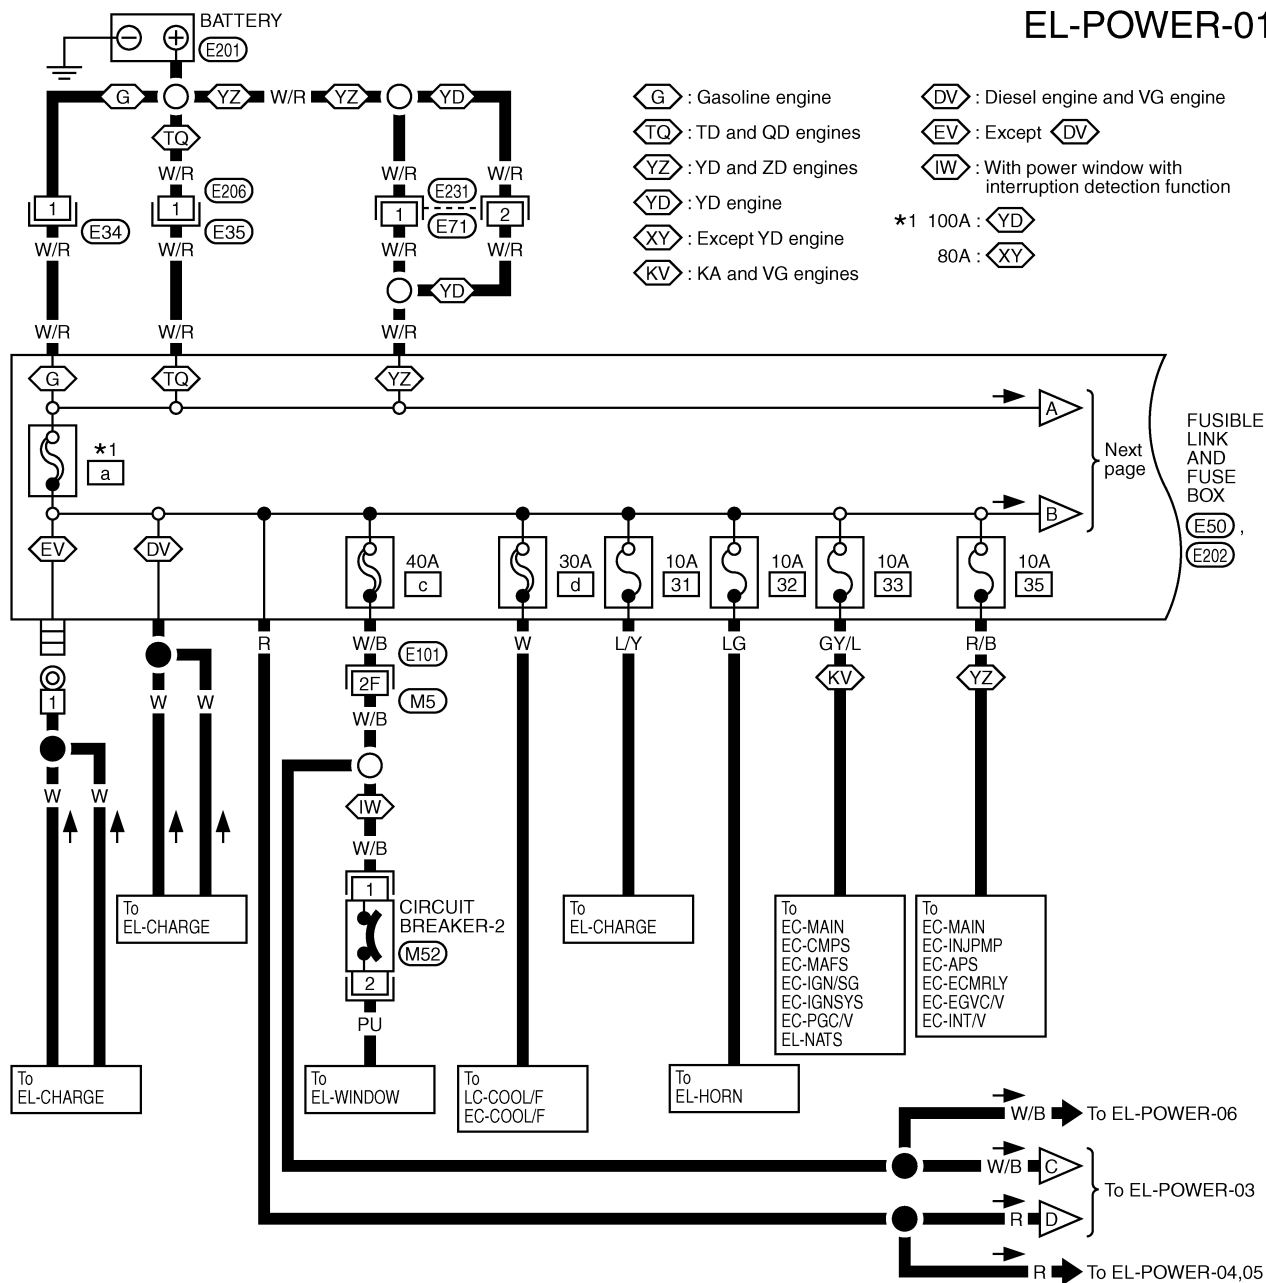 EL-POWER-01
BATTERY
E201
G
YZ
W/R
YZ
YD
TQ
W/R
W/R
W/R
1
1
1
2
E34
E206
E35
E231
E71
W/R
W/R
W/R
W/R
YD
W/R
W/R
W/R
G : Gasoline engine
TQ : TD and QD engines
YZ : YD and ZD engines
YD : YD engine
XY : Except YD engine
KV : KA and VG engines
DV : Diesel engine and VG engine
EV : Except DV
IW : With power window with
interruption detection function
*1 100A : YD
80A : XY
G
TQ
YZ
A
*1
a
Next
page
B
FUSIBLE
LINK
AND
FUSE
BOX
E50 ,
E202
EV
DV
40A
c
30A
d
10A
31
10A
32
10A
33
10A
35
R
W/B
W
L/Y
LG
GY/L
R/B
E101
2F
M5
KV
YZ
1
W
W
W/B
W
W
IW
W/B
1
CIRCUIT
BREAKER-2
M52
2
PU
To
EL-CHARGE
To
EL-CHARGE
To
EC-MAIN
EC-CMPS
EC-MAFS
EC-IGN/SG
EC-IGNSYS
EC-PGC/V
EL-NATS
To
EC-MAIN
EC-INJPMP
EC-APS
EC-ECMRLY
EC-EGVC/V
EC-INT/V
To
EL-CHARGE
To
EL-WINDOW
To
LC-COOL/F
EC-COOL/F
To
EL-HORN
W/B To EL-POWER-06
W/B C
To EL-POWER-03
R D
R To EL-POWER-04,05